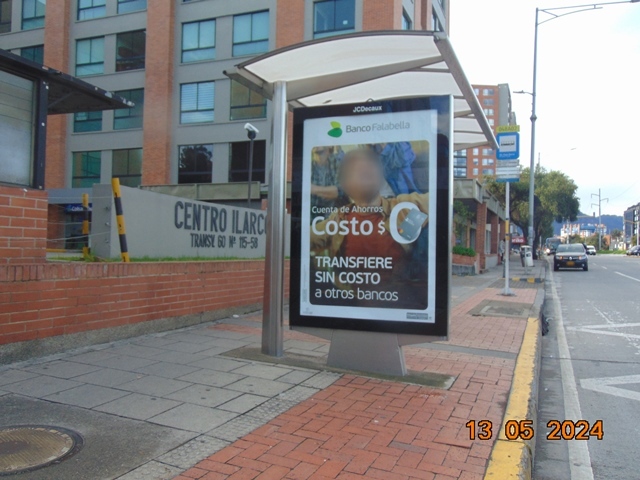 JCDecaux
Banco Falabella
Cuenta de Ahorros
Costo $0
TRANSFIERE
SIN COSTO
a otros bancos
CENTRO ILARCO
TRANSV. 60 Nº 115-58
13 05 2024